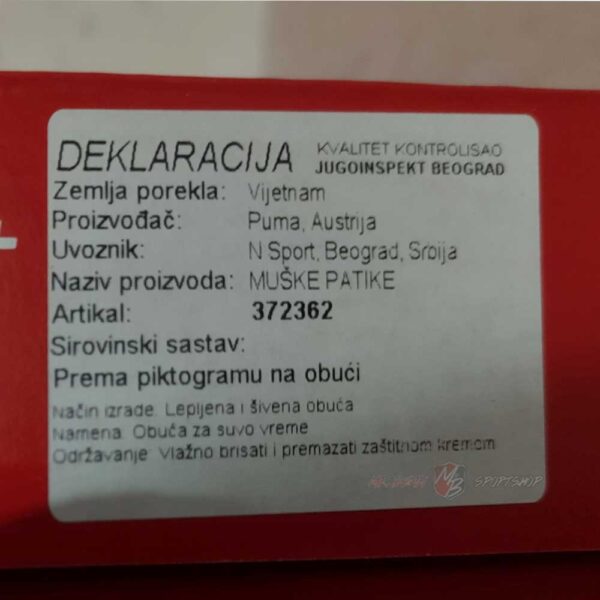 DEKLARACIJA
KVALITET KONTROLISAO
JUGOINSPEKT BEOGRAD
Zemlja porekla: Vijetnam
Proizvođač: Puma, Austrija
Uvoznik: N Sport, Beograd, Srbija
Naziv proizvoda: MUŠKE PATIKE
Artikal: 372362
Sirovinski sastav:
Prema piktogramu na obući
Način izrade: Lepljena i šivena obuća
Namena: Obuća za suvo vreme
Održavanje: Vlažno brisati i premazati zaštitnom kremom
MB SPORTSHOP